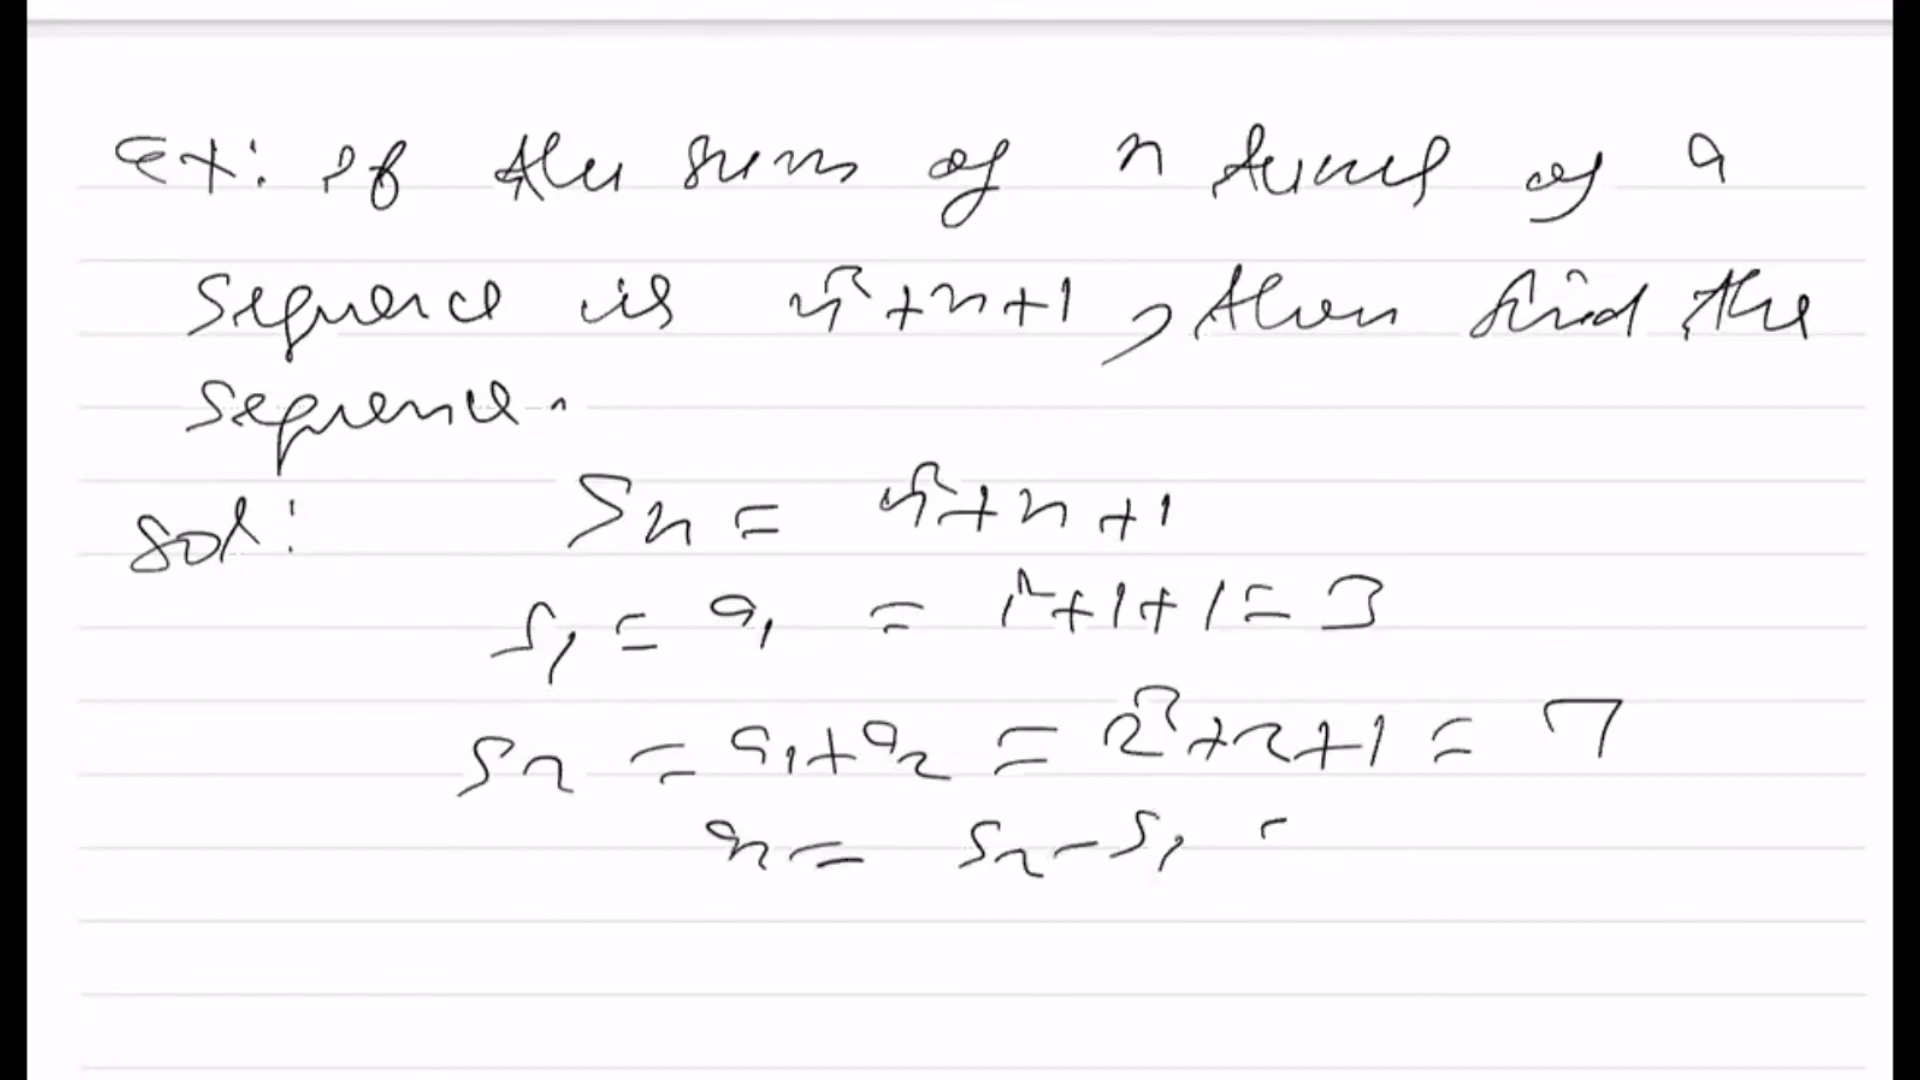 Ex: If the sum of n terms of a
sequence is n²+n+1, then find the
sequence.
Sol: Sn = n²+n+1
S₁ = a₁ = 1²+1+1 = 3
S₂ = a₁+a₂ = 2²+2+1 = 7
a₂ = S₂-S₁ =